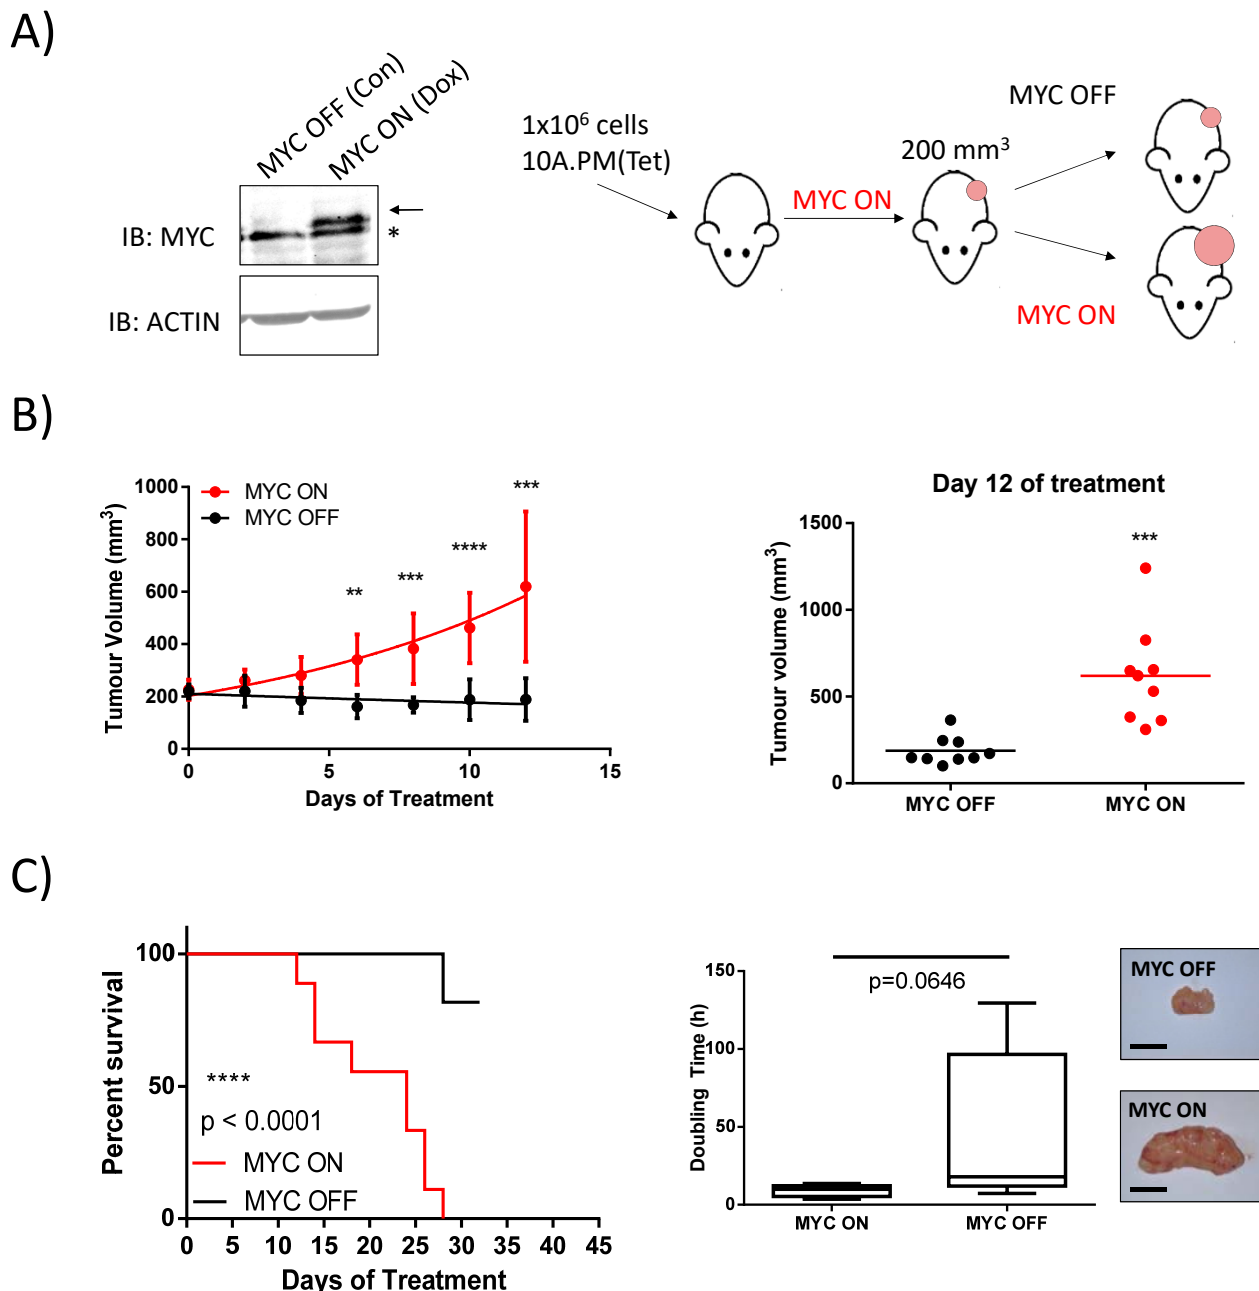 A)
MYC OFF (Con)
MYC ON (Dox)
IB: MYC
*
IB: ACTIN
1x10⁶ cells
10A.PM(Tet)
MYC ON
200 mm³
MYC OFF
MYC ON
B)
Tumour Volume (mm³)
1000
800
600
400
200
0
MYC ON
MYC OFF
**
***
****
***
0
5
10
15
Days of Treatment
Day 12 of treatment
Tumour volume (mm³)
1500
1000
500
0
***
MYC OFF
MYC ON
C)
Percent survival
100
50
0
****
p < 0.0001
MYC ON
MYC OFF
0 5 10 15 20 25 30 35 40 45
Days of Treatment
Doubling Time (h)
150
100
50
0
p=0.0646
MYC ON
MYC OFF
MYC OFF
MYC ON